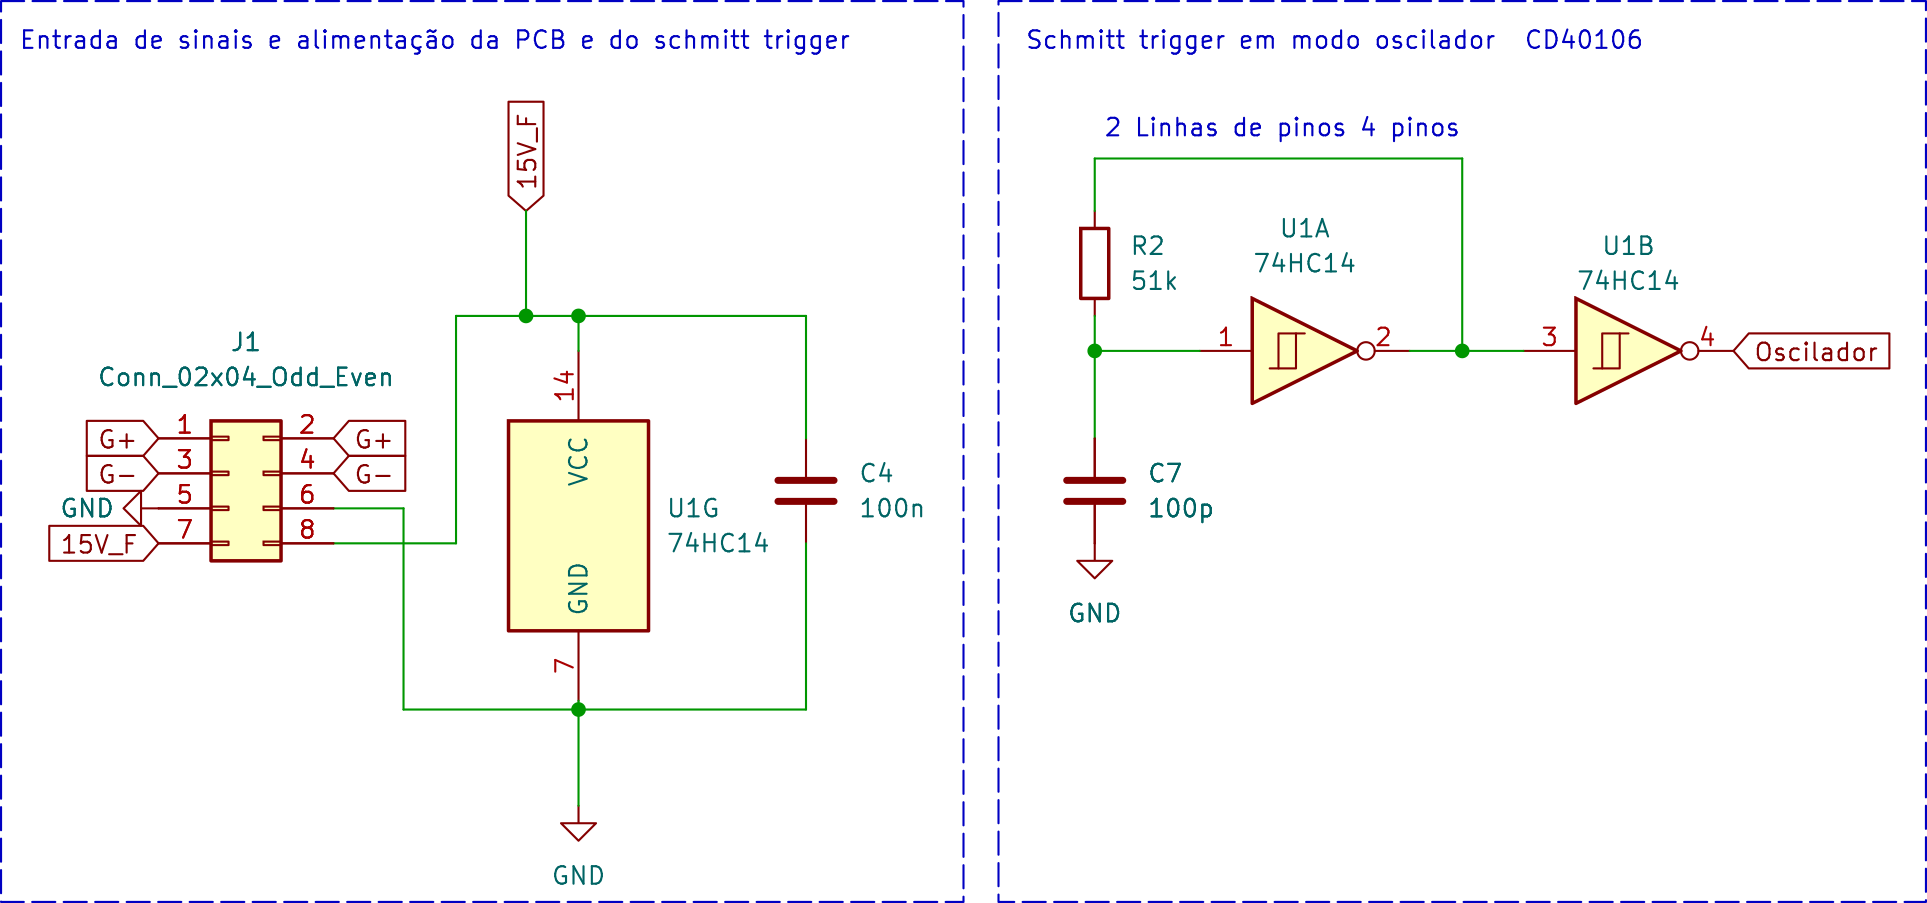 Entrada de sinais e alimentação da PCB e do schmitt trigger
15V_F
J1
Conn_02x04_Odd_Even
1 2
G+ G+
3 4
G- G-
5 6
GND
7 8
15V_F
14
VCC
GND
7
U1G
74HC14
C4
100n
GND
Schmitt trigger em modo oscilador CD40106
2 Linhas de pinos 4 pinos
R2
51k
U1A
74HC14
1 2
U1B
74HC14
3 4
Oscilador
C7
100p
GND